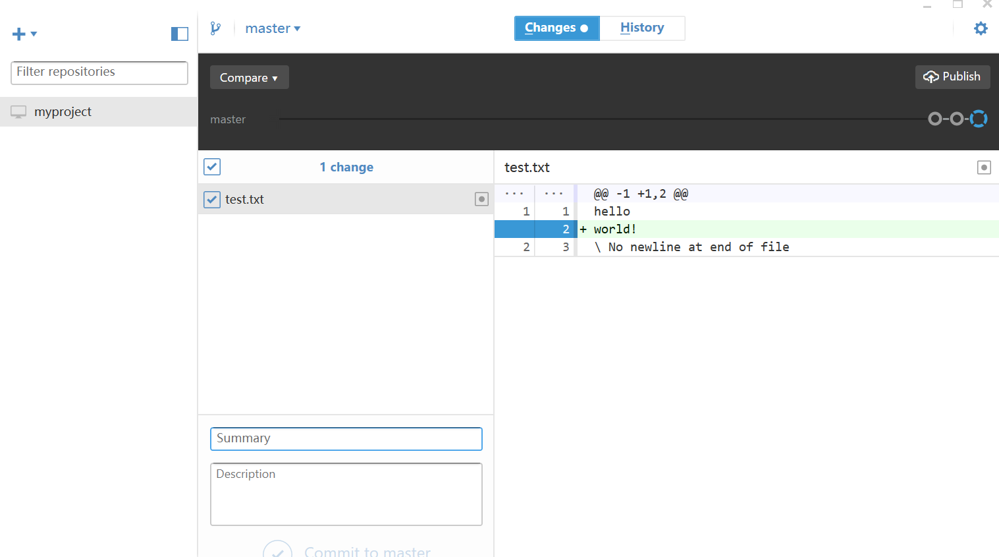 master
Changes
History
Filter repositories
Compare
Publish
myproject
master
1 change
test.txt
test.txt
··· ··· @@ -1 +1,2 @@
1 1 hello
2 + world!
2 3 \ No newline at end of file
Summary
Description
Commit to master